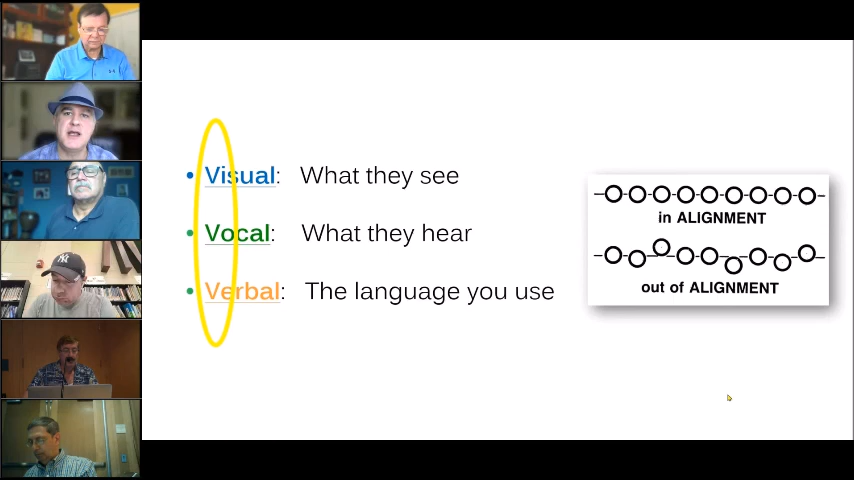 Visual: What they see
Vocal: What they hear
Verbal: The language you use
in ALIGNMENT
out of ALIGNMENT